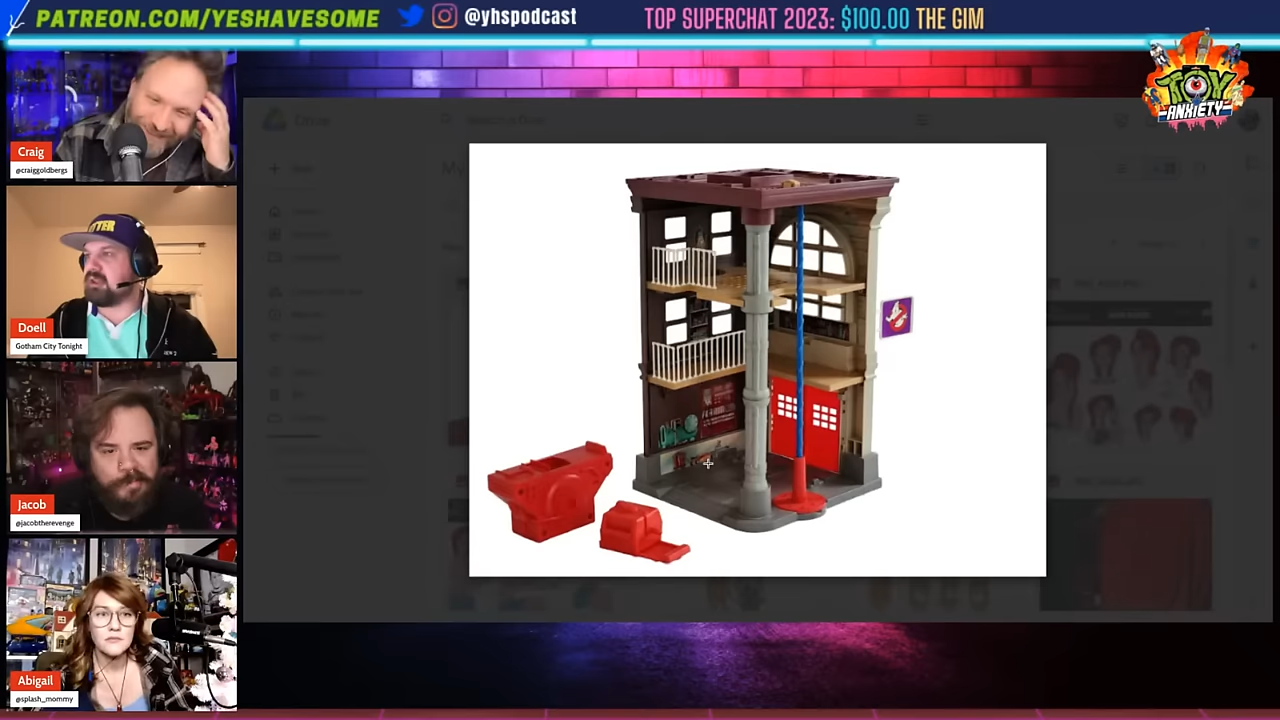 PATREON.COM/YESHAVESOME @yhspodcast TOP SUPERCHAT 2023: $100.00 THE GIM
TOY
ANXIETY
Craig
@craiggoldbergs
Doell
Gotham City Tonight
Jacob
@jacobtherevenge
Abigail
@splash_mommy